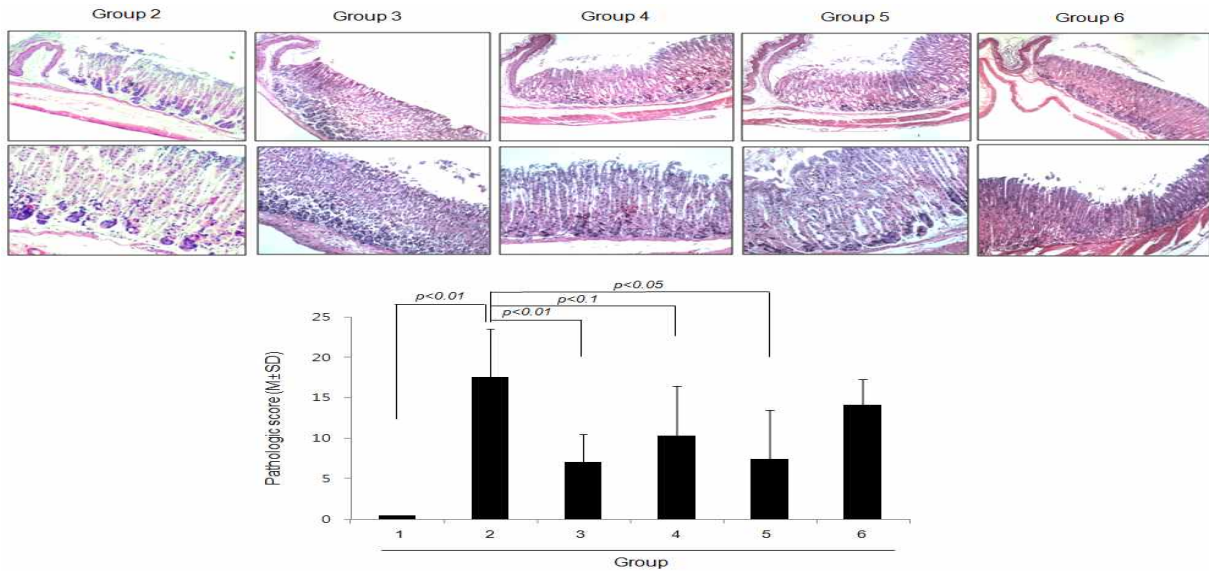 Group 2 Group 3 Group 4 Group 5 Group 6
p<0.05
p<0.01 p<0.1
p<0.01
25
20
15
10
5
0
Pathologic score (M±SD)
1 2 3 4 5 6
Group